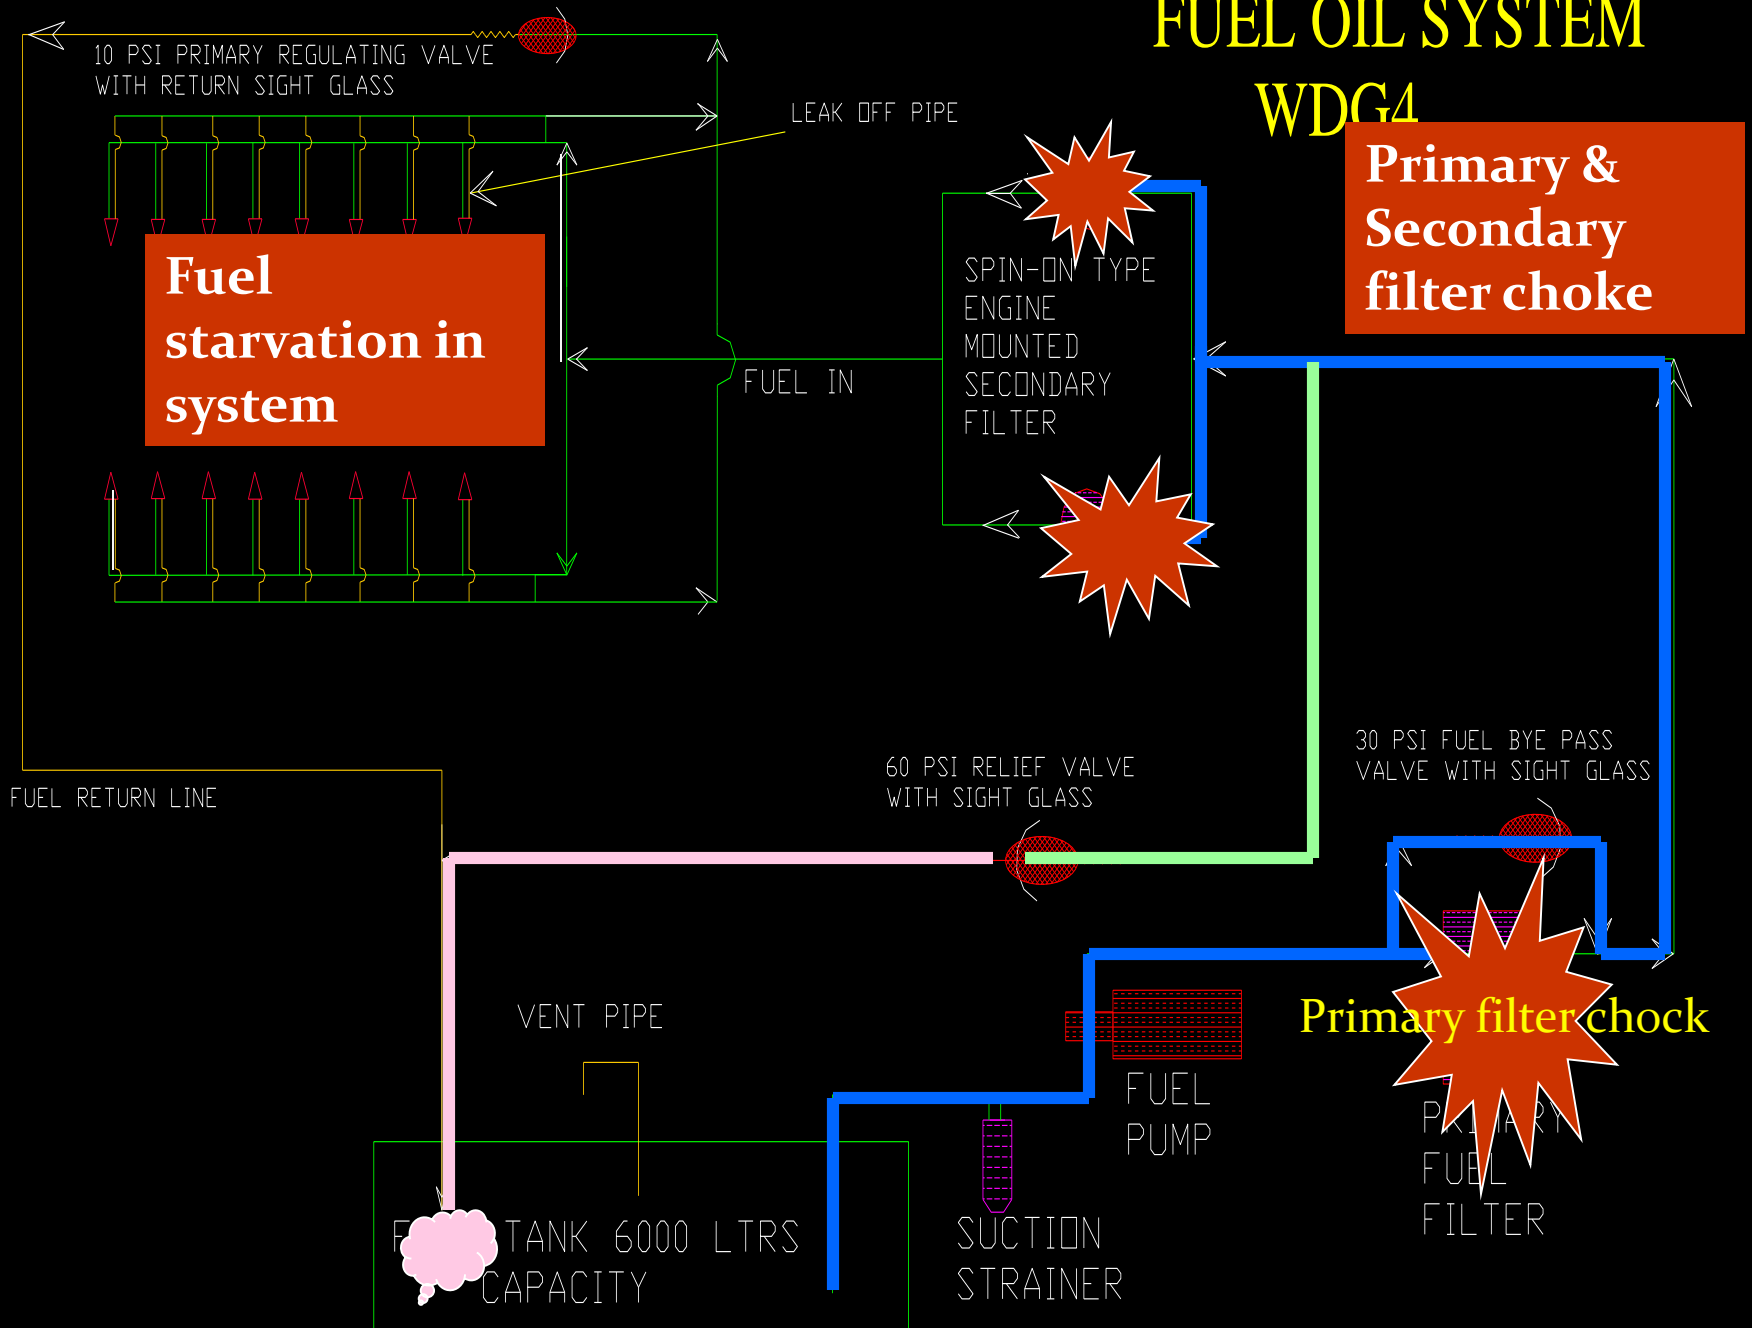 FUEL OIL SYSTEM
WDG4
10 PSI PRIMARY REGULATING VALVE
WITH RETURN SIGHT GLASS
LEAK OFF PIPE
Primary &
Secondary
filter choke
Fuel
starvation in
system
SPIN-ON TYPE
ENGINE
MOUNTED
SECONDARY
FILTER
FUEL IN
30 PSI FUEL BYE PASS
VALVE WITH SIGHT GLASS
60 PSI RELIEF VALVE
WITH SIGHT GLASS
FUEL RETURN LINE
VENT PIPE
Primary filter chock
FUEL
PUMP
PRIMARY
FUEL
FILTER
TANK 6000 LTRS
CAPACITY
SUCTION
STRAINER